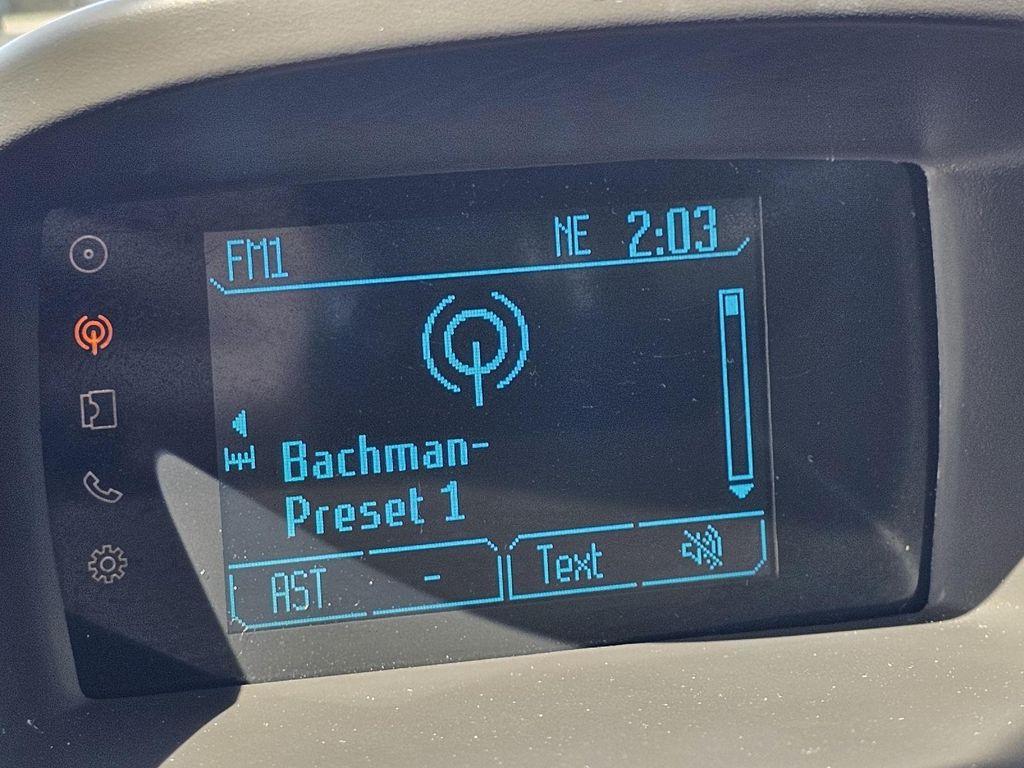 FM1 NE 2:03
Bachman-
Preset 1
AST - Text